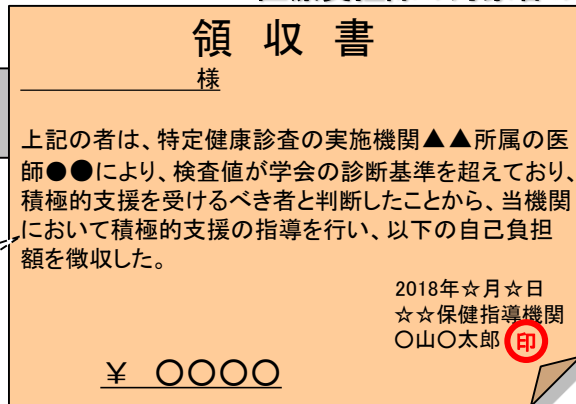 領 収 書
様
上記の者は、特定健康診査の実施機関▲▲所属の医
師●●により、検査値が学会の診断基準を超えており、
積極的支援を受けるべき者と判断したことから、当機関
において積極的支援の指導を行い、以下の自己負担
額を徴収した。
2018年☆月☆日
☆☆保健指導機関
○山○太郎 印
￥ ○○○○